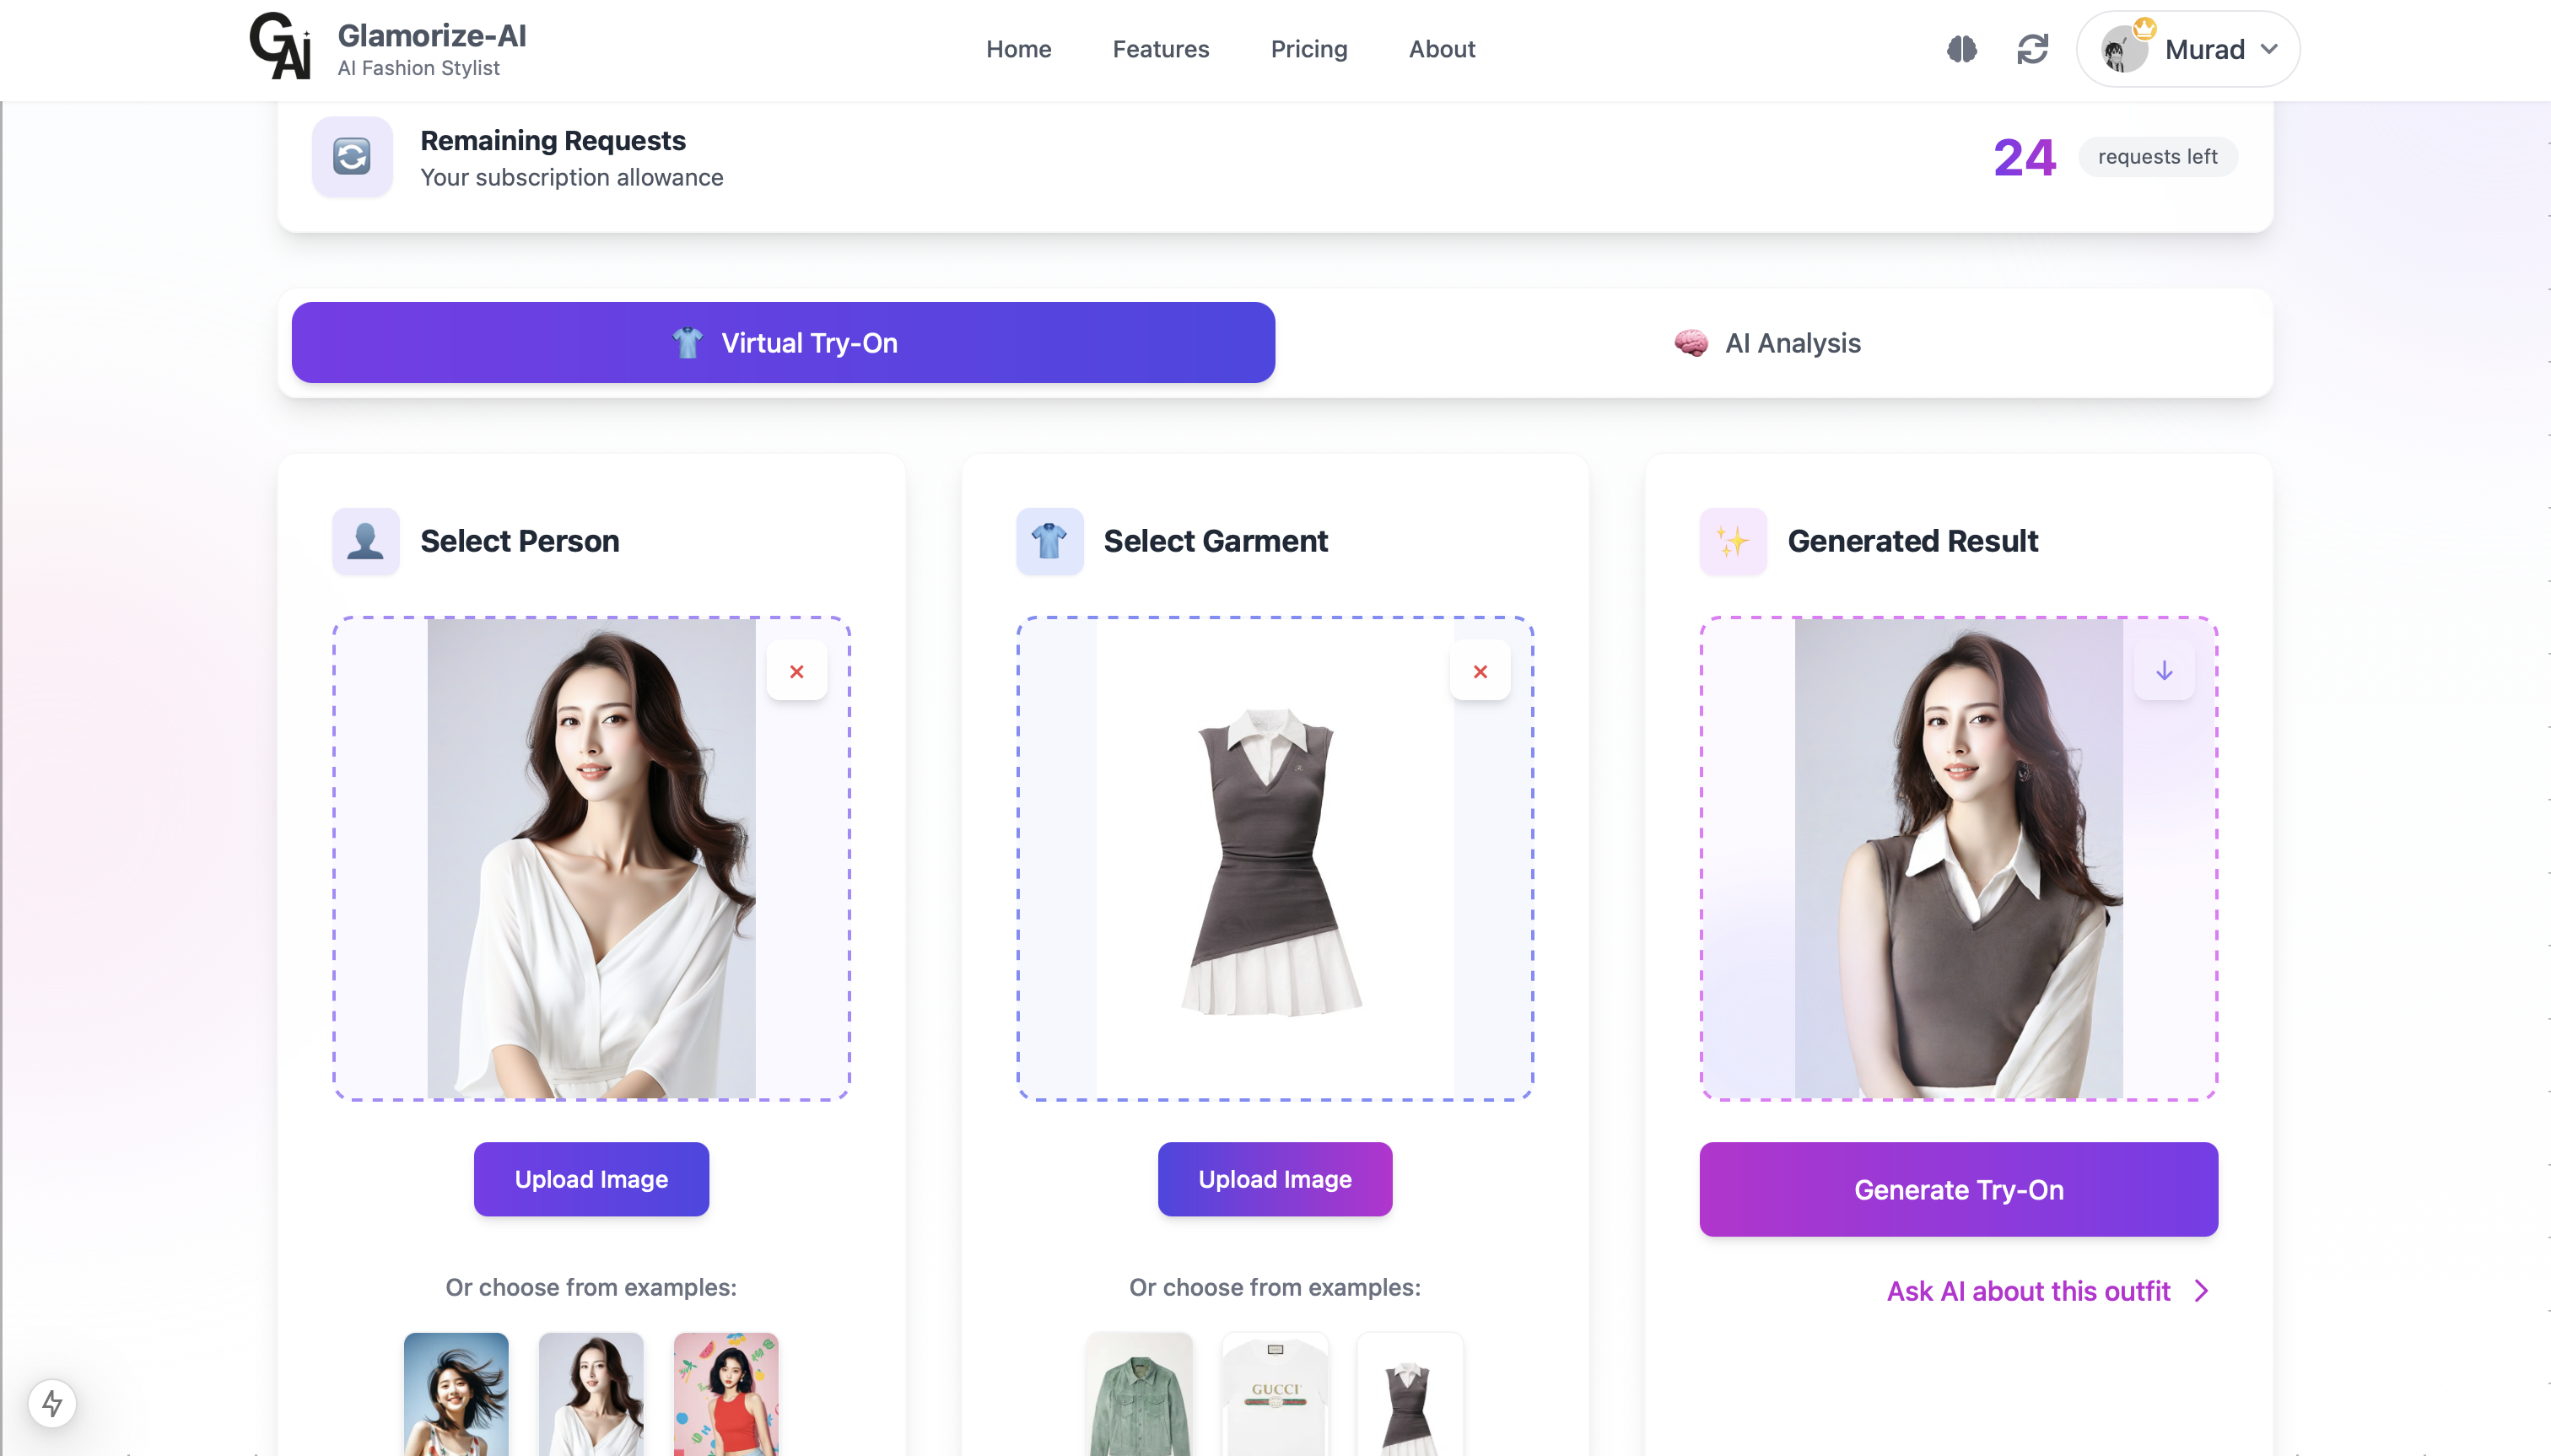 GAi
Glamorize-AI
AI Fashion Stylist
Home
Features
Pricing
About
Murad
Remaining Requests
Your subscription allowance
24
requests left
Virtual Try-On
AI Analysis
Select Person
Select Garment
Generated Result
Upload Image
Upload Image
Generate Try-On
Ask AI about this outfit
Or choose from examples:
Or choose from examples:
GUCCI